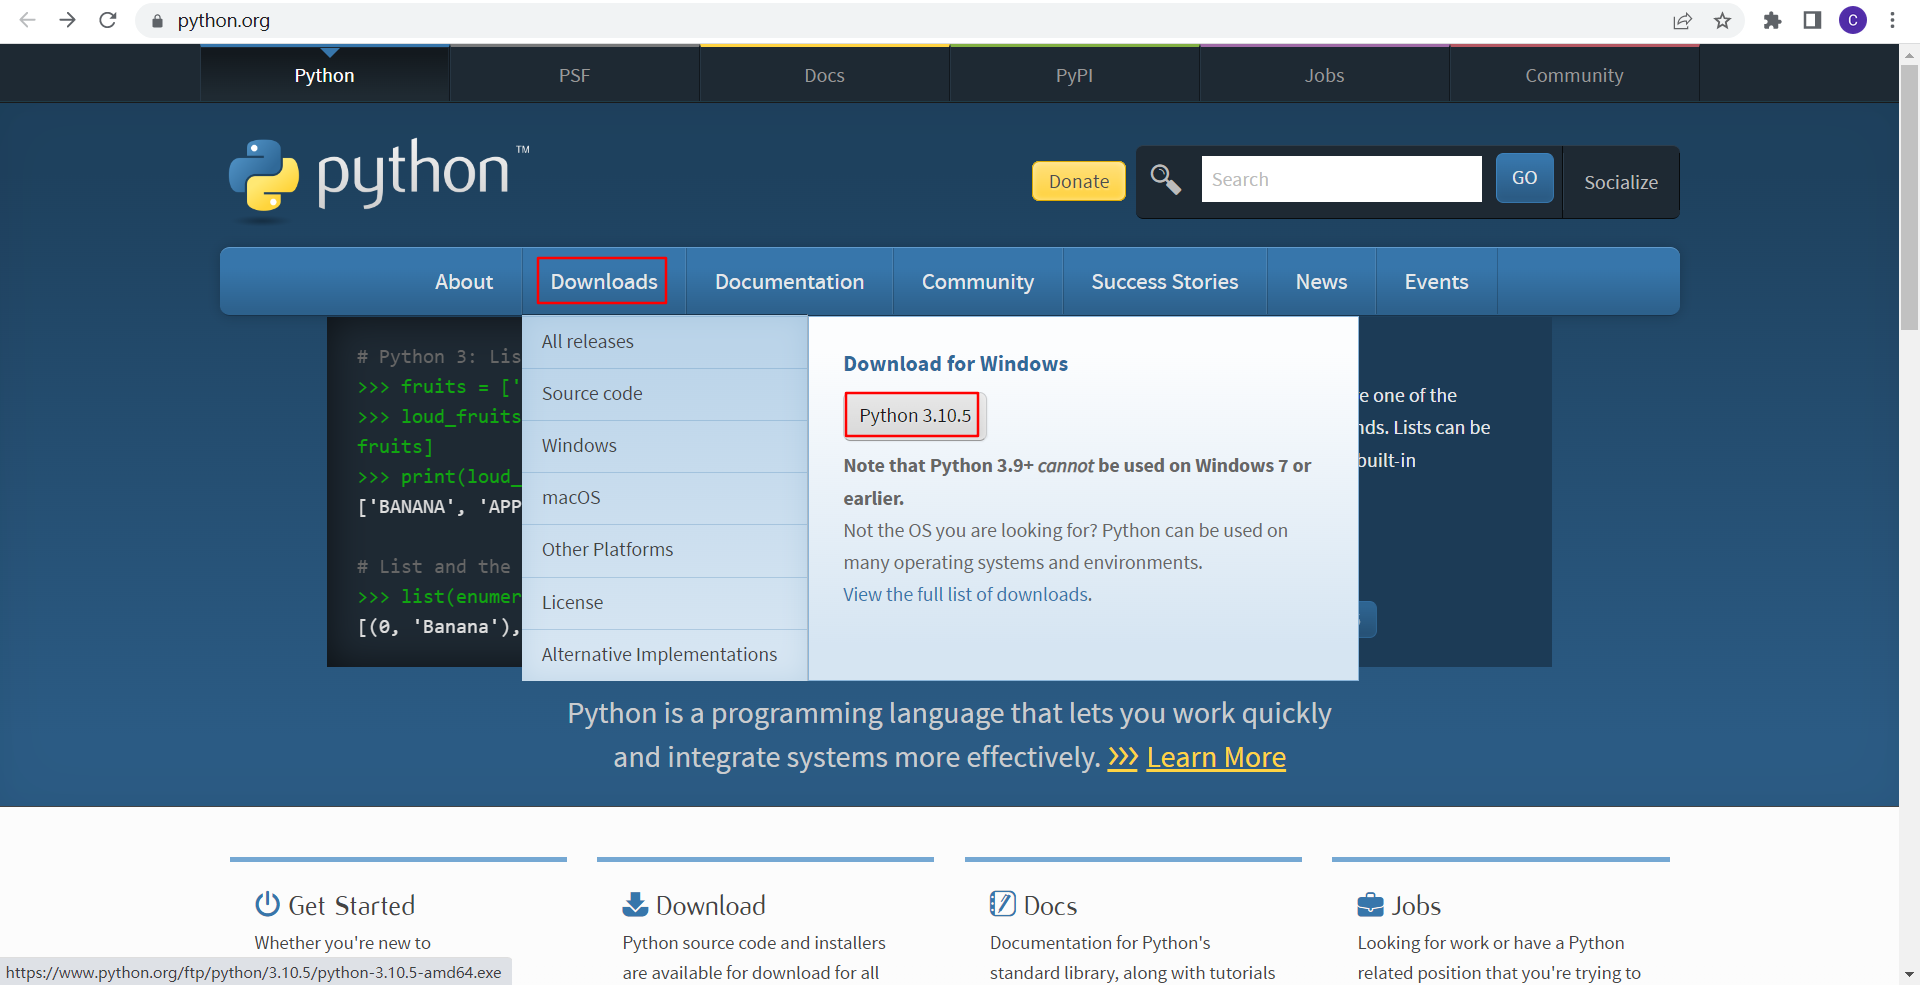 python.org
C
Python
PSF
Docs
PyPI
Jobs
Community
python™
Donate
Search
GO
Socialize
About
Downloads
Documentation
Community
Success Stories
News
Events
# Python 3: Lis
>>> fruits = ['
>>> loud_fruits
fruits]
>>> print(loud_
['BANANA', 'APP
# List and the
>>> list(enumer
[(0, 'Banana'),
All releases
Source code
Windows
macOS
Other Platforms
License
Alternative Implementations
Download for Windows
Python 3.10.5
Note that Python 3.9+ cannot be used on Windows 7 or
earlier.
Not the OS you are looking for? Python can be used on
many operating systems and environments.
View the full list of downloads.
e one of the
nds. Lists can be
built-in
Python is a programming language that lets you work quickly
and integrate systems more effectively. >>> Learn More
Get Started
Whether you're new to
Download
Python source code and installers
are available for download for all
Docs
Documentation for Python's
standard library, along with tutorials
Jobs
Looking for work or have a Python
related position that you're trying to
https://www.python.org/ftp/python/3.10.5/python-3.10.5-amd64.exe